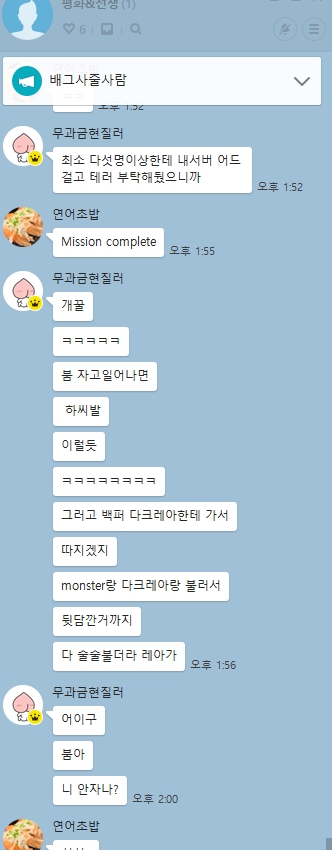 평화&선생 (1)
6
배그사줄사람
오후 1:52
무과금현질러
최소 다섯명이상한테 내서버 어드
걸고 테러 부탁해뒀으니까
오후 1:52
연어초밥
Mission complete
오후 1:55
무과금현질러
개꿀
ㅋㅋㅋㅋㅋ
붐 자고일어나면
하씨발
이럴듯
ㅋㅋㅋㅋㅋㅋㅋㅋ
그러고 백퍼 다크레아한테 가서
따지겠지
monster랑 다크레아랑 불러서
뒷담깐거까지
다 술술불더라 레아가
오후 1:56
무과금현질러
어이구
붐아
니 안자나?
오후 2:00
연어초밥